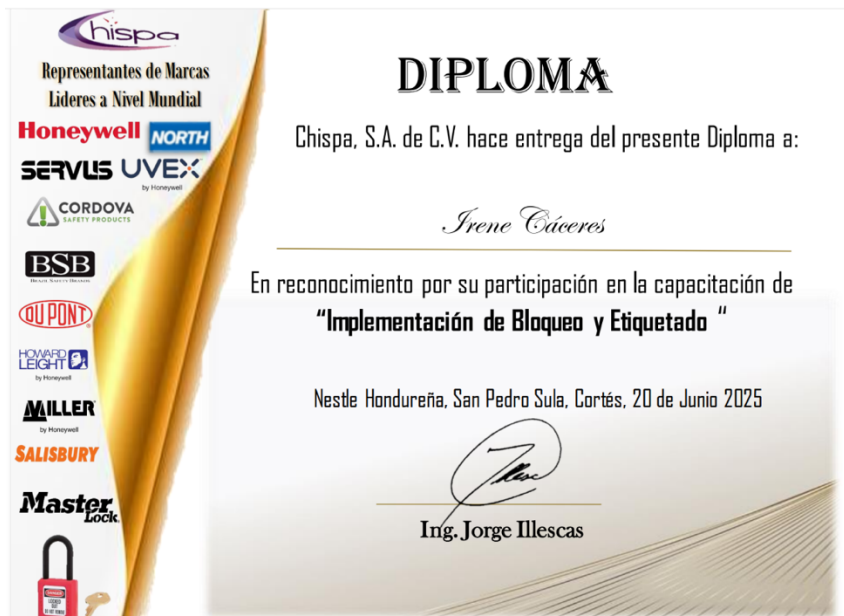 Chispa
Representantes de Marcas
Lideres a Nivel Mundial
Honeywell NORTH
SERVUS UVEX
by Honeywell
CORDOVA
SAFETY PRODUCTS
BSB
DU PONT
HOWARD
LEIGHT
by Honeywell
MILLER
by Honeywell
SALISBURY
Master
Lock
DIPLOMA
Chispa, S.A. de C.V. hace entrega del presente Diploma a:
Irene Cáceres
En reconocimiento por su participación en la capacitación de
“Implementación de Bloqueo y Etiquetado “
Nestle Hondureña, San Pedro Sula, Cortés, 20 de Junio 2025
Ing. Jorge Illescas